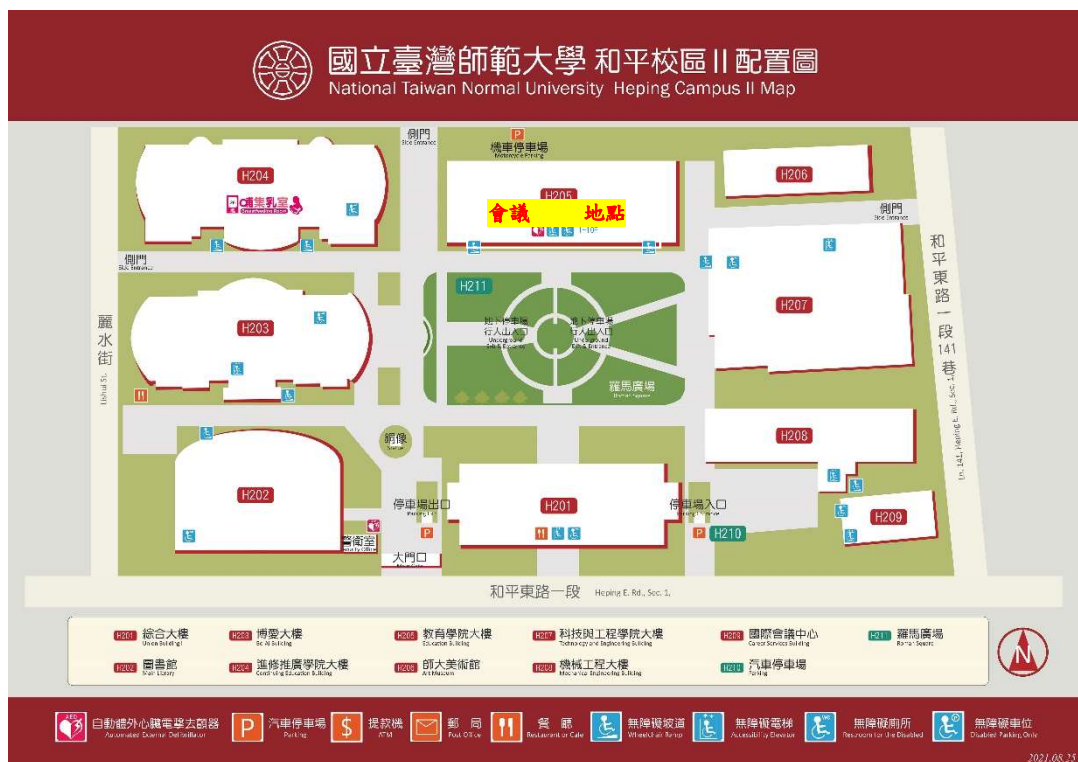 國立臺灣師範大學 和平校區 II 配置圖
National Taiwan Normal University Heping Campus II Map
側門
Side Entrance
P
機車停車場
Motorcycle Parking
H204
哺集乳室
H205
會議 地點
1-10F
H206
側門
Side Entrance
側門
Side Entrance
H211
H203
地下停車場
行人出入口
Underground
地下停車場
行人出入口
Underground
H207
羅馬廣場
Roman Square
麗水街
Lishui St.
和平東路一段141巷
Ln. 141, Heping E. Rd., Sec. 1,
銅像
H208
H202
停車場出口
H201
停車場入口
H209
P
P
H210
警衛室
Security Office
大門口
和平東路一段 Heping E. Rd., Sec. 1,
H201 綜合大樓
Union Building I
H203 博愛大樓
Bo Ai Building
H205 教育學院大樓
Education Building
H207 科技與工程學院大樓
Technology and Engineering Building
H209 國際會議中心
Career Services Building
H211 羅馬廣場
Roman Square
H202 圖書館
Main Library
H204 進修推廣學院大樓
Continuing Education Building
H206 師大美術館
Art Museum
H208 機械工程大樓
Mechanical Engineering Building
H210 汽車停車場
Parking
N
AED 自動體外心臟電擊去顫器
Automated External Defibrillator
P 汽車停車場
Parking
$ 提款機
ATM
郵局
Post Office
餐廳
Restaurant or Cafe
無障礙坡道
Wheelchair Ramp
無障礙電梯
Accessibility Elevator
無障礙廁所
Restroom for the Disabled
無障礙車位
Disabled Parking Only
2021.08.25